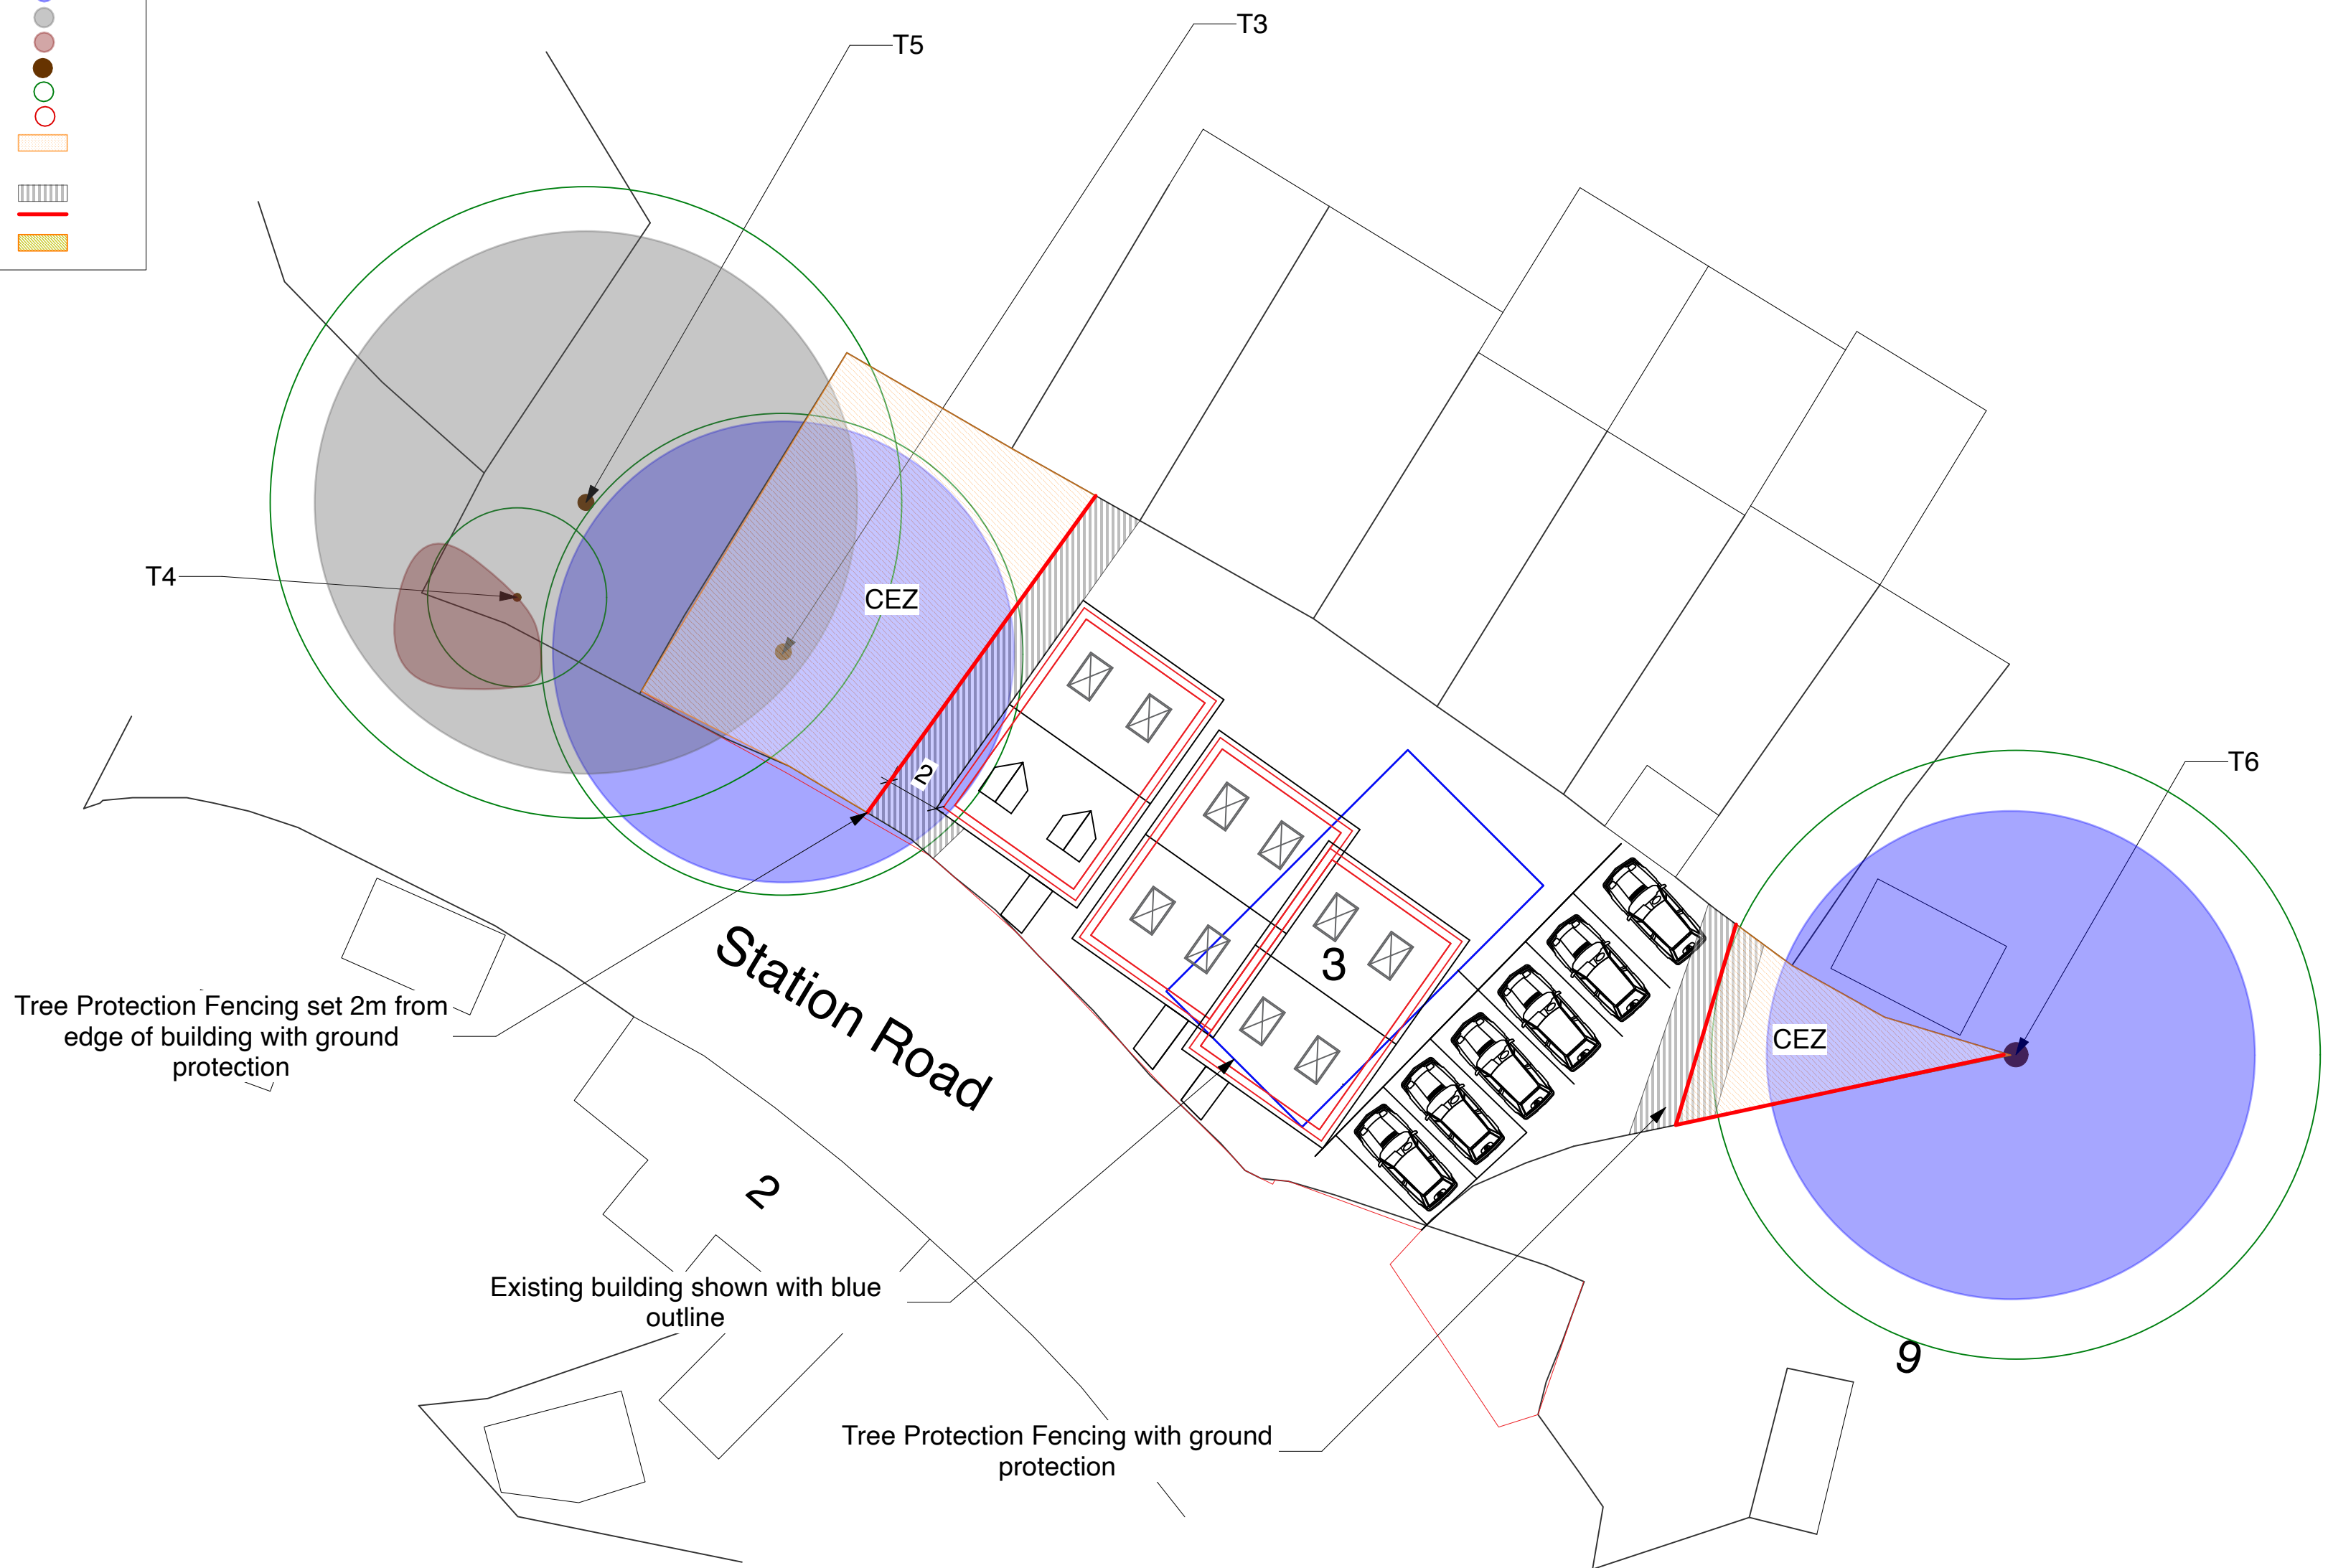 T3
T5
CEZ
T4
2
T6
3
Station Road
Tree Protection Fencing set 2m from
edge of building with ground
protection
CEZ
2
Existing building shown with blue
outline
9
Tree Protection Fencing with ground
protection